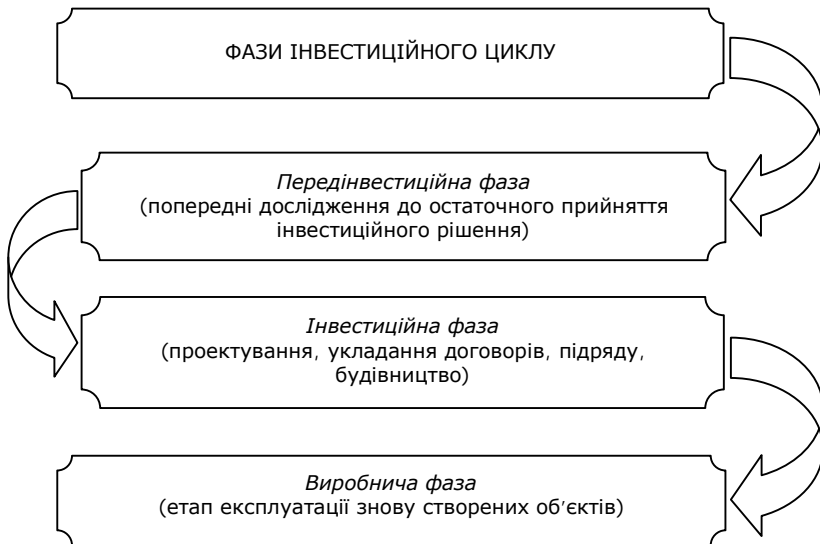 ФАЗИ ІНВЕСТИЦІЙНОГО ЦИКЛУ
Передінвестиційна фаза
(попередні дослідження до остаточного прийняття
інвестиційного рішення)
Інвестиційна фаза
(проектування, укладання договорів, підряду,
будівництво)
Виробнича фаза
(етап експлуатації знову створених об'єктів)